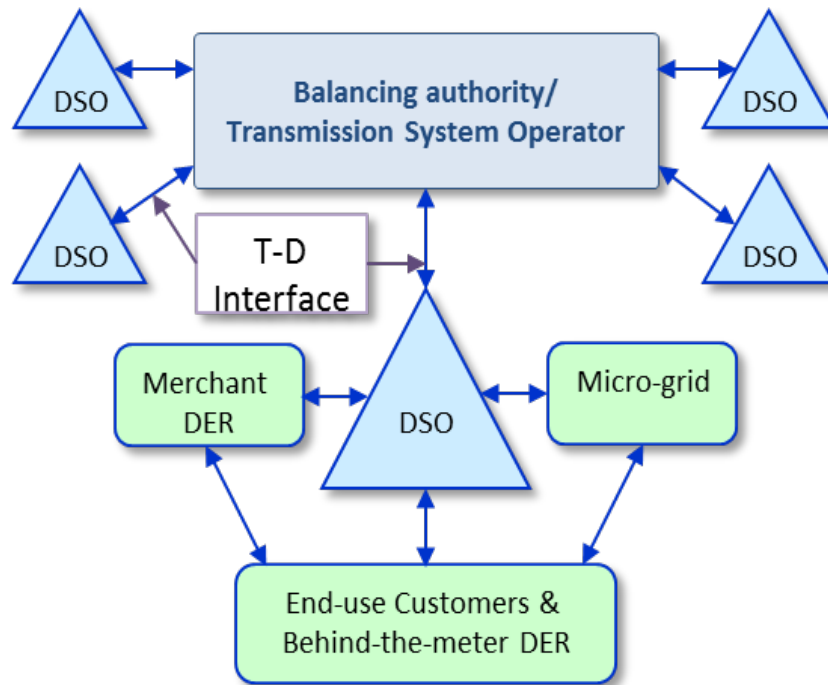 DSO
Balancing authority/
Transmission System Operator
DSO
DSO
T-D
Interface
DSO
Merchant
DER
DSO
Micro-grid
End-use Customers &
Behind-the-meter DER